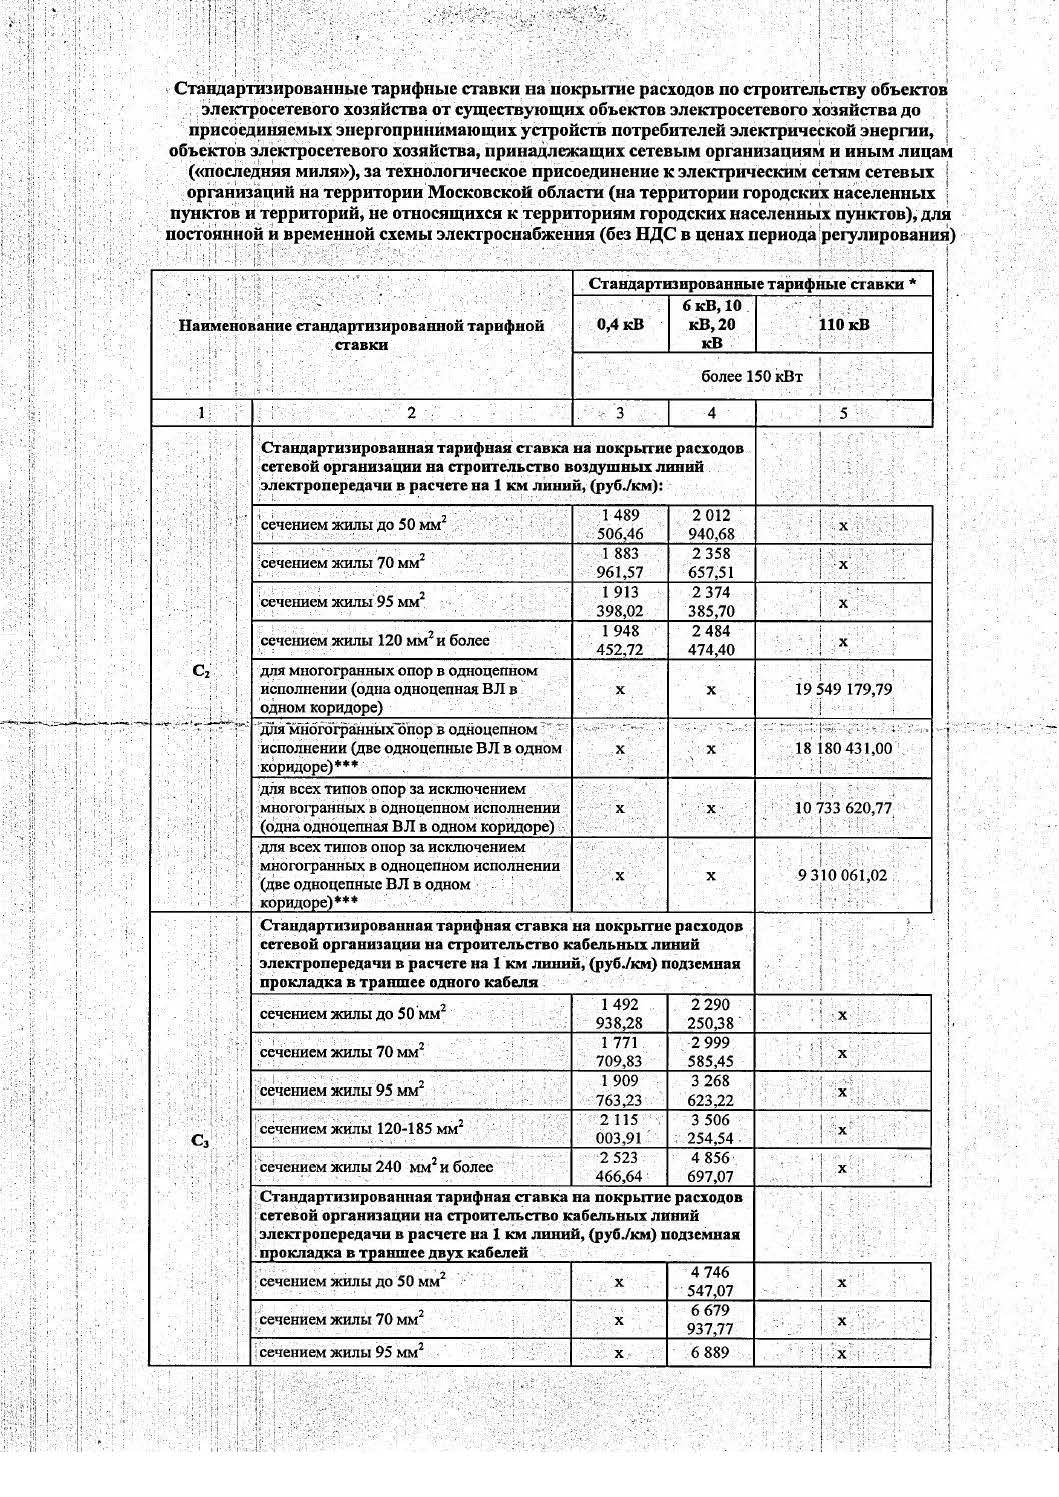 Стандартизированные тарифные ставки на покрытие расходов по строительству объектов
электросетевого хозяйства от существующих объектов электросетевого хозяйства до
присоединяемых энергопринимающих устройств потребителей электрической энергии,
объектов электросетевого хозяйства, принадлежащих сетевым организациям и иным лицам
(«последняя миля»), за технологическое присоединение к электрическим сетям сетевых
организаций на территории Московской области (на территории городских населенных
пунктов и территорий, не относящихся к территориям городских населенных пунктов), для
постоянной и временной схемы электроснабжения (без НДС в ценах периода регулирования)
Наименование стандартизированной тарифной
ставки
Стандартизированные тарифные ставки *
0,4 кВ
6 кВ, 10
кВ, 20
кВ
110 кВ
более 150 кВт
1 2 3 4 5
С₂
Стандартизированная тарифная ставка на покрытие расходов
сетевой организации на строительство воздушных линий
электропередачи в расчете на 1 км линий, (руб./км):
сечением жилы до 50 мм²
1 489
506,46
2 012
940,68
х
сечением жилы 70 мм²
1 883
961,57
2 358
657,51
х
сечением жилы 95 мм²
1 913
398,02
2 374
385,70
х
сечением жилы 120 мм² и более
1 948
452,72
2 484
474,40
х
для многогранных опор в одноцепном
исполнении (одна одноцепная ВЛ в
одном коридоре)
х х 19 549 179,79
для многогранных опор в одноцепном
исполнении (две одноцепные ВЛ в одном
коридоре)***
х х 18 180 431,00
для всех типов опор за исключением
многогранных в одноцепном исполнении
(одна одноцепная ВЛ в одном коридоре)
х х 10 733 620,77
для всех типов опор за исключением
многогранных в одноцепном исполнении
(две одноцепные ВЛ в одном
коридоре)***
х х 9 310 061,02
С₃
Стандартизированная тарифная ставка на покрытие расходов
сетевой организации на строительство кабельных линий
электропередачи в расчете на 1 км линий, (руб./км) подземная
прокладка в траншее одного кабеля
сечением жилы до 50 мм²
1 492
938,28
2 290
250,38
х
сечением жилы 70 мм²
1 771
709,83
2 999
585,45
х
сечением жилы 95 мм²
1 909
763,23
3 268
623,22
х
сечением жилы 120-185 мм²
2 115
003,91
3 506
254,54
х
сечением жилы 240 мм² и более
2 523
466,64
4 856
697,07
х
Стандартизированная тарифная ставка на покрытие расходов
сетевой организации на строительство кабельных линий
электропередачи в расчете на 1 км линий, (руб./км) подземная
прокладка в траншее двух кабелей
сечением жилы до 50 мм²
х
4 746
547,07
х
сечением жилы 70 мм²
х
6 679
937,77
х
сечением жилы 95 мм²
х 6 889 х